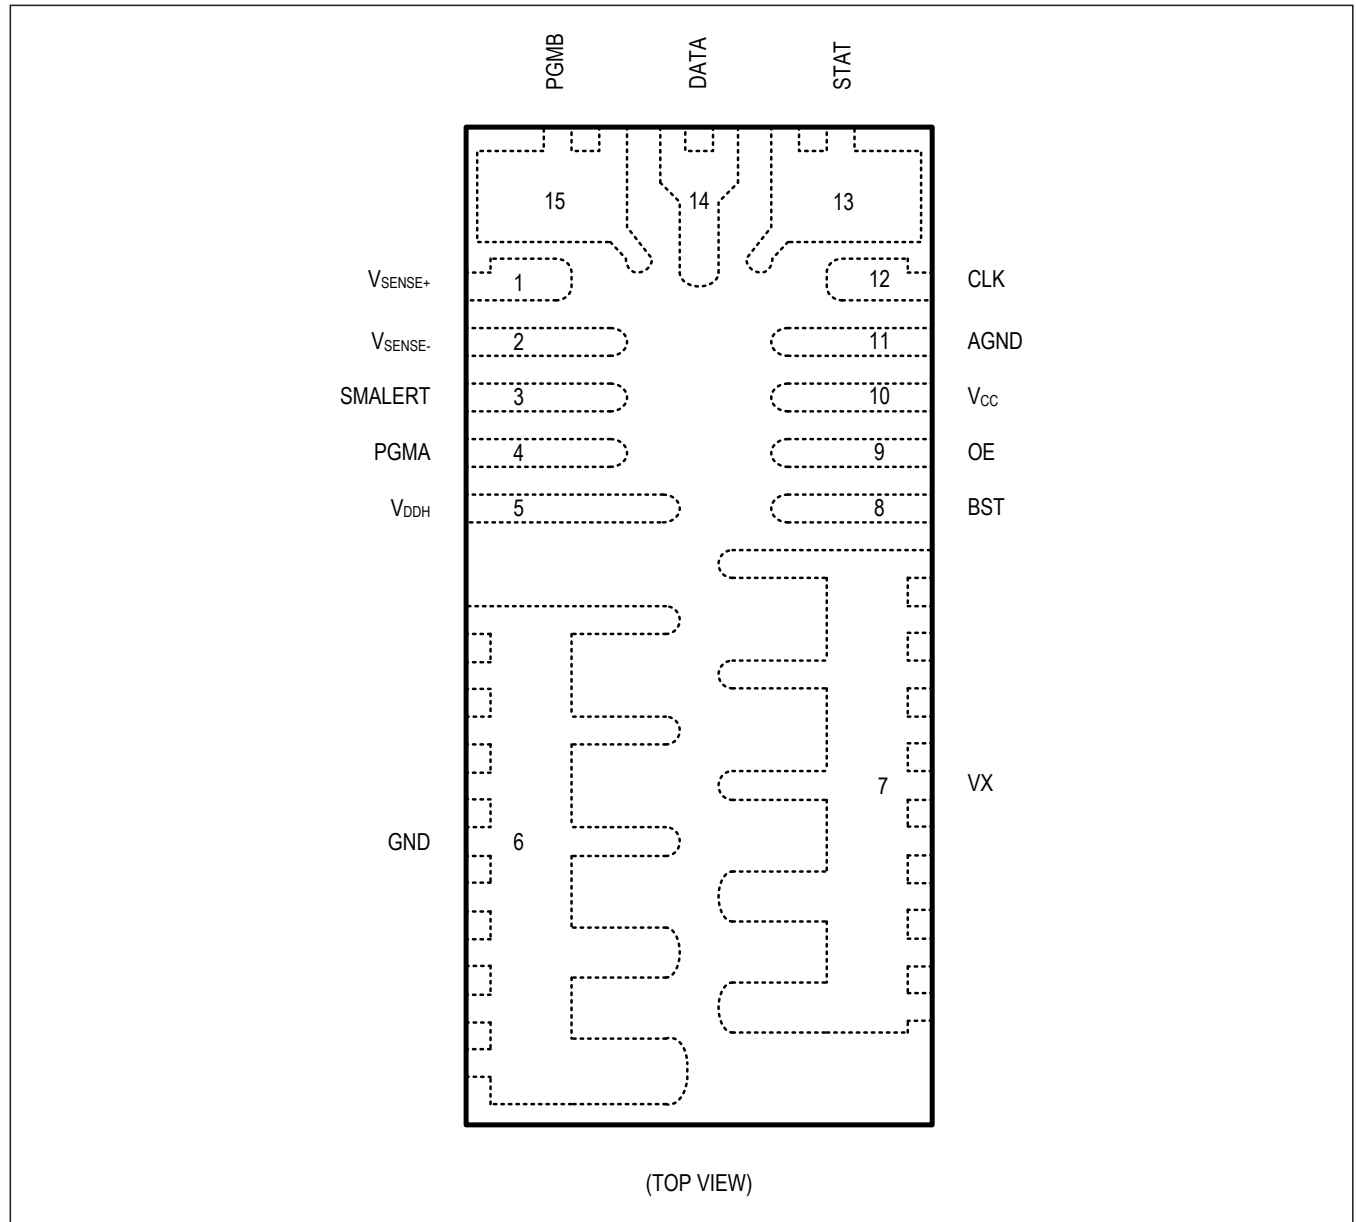 PGMB DATA STAT
15 14 13
VSENSE+ 1 12 CLK
VSENSE- 2 11 AGND
SMALERT 3 10 VCC
PGMA 4 9 OE
VDDH 5 8 BST
7 VX
GND 6
(TOP VIEW)